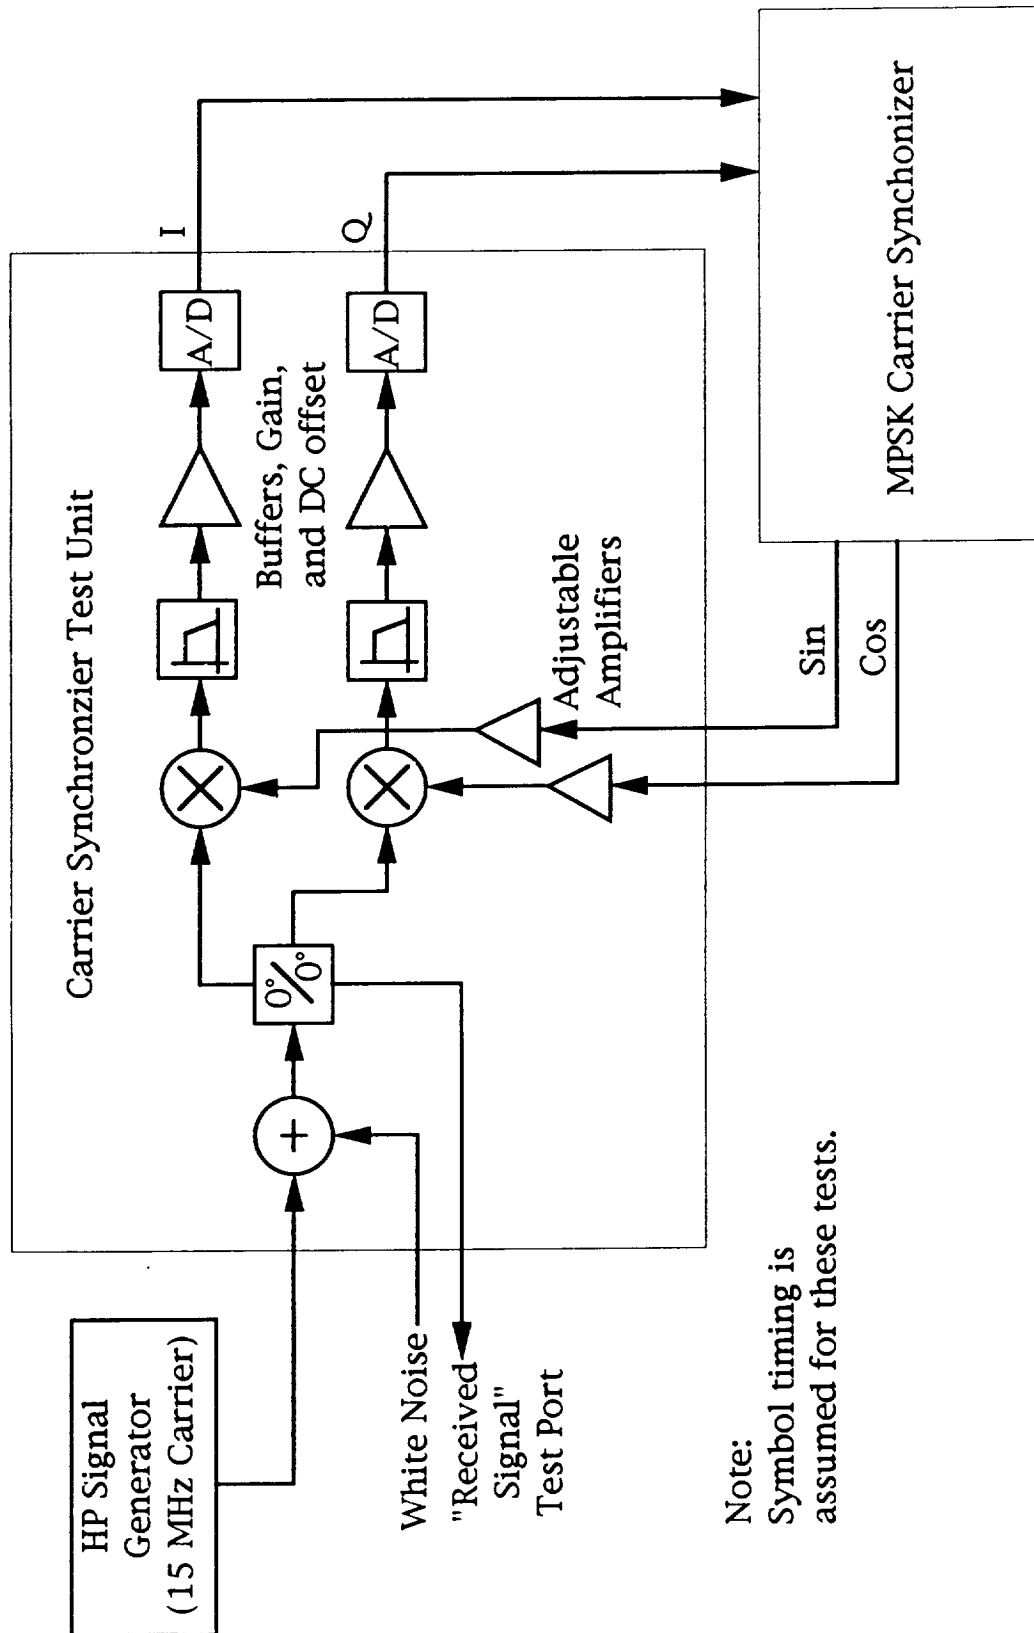 Carrier Synchronzier Test Unit
HP Signal
Generator
(15 MHz Carrier)
+
0°/0°
A/D
I
Buffers, Gain,
and DC offset
A/D
Q
White Noise
"Received
Signal"
Test Port
Adjustable
Amplifiers
Sin
Cos
MPSK Carrier Synchonizer
Note:
Symbol timing is
assumed for these tests.